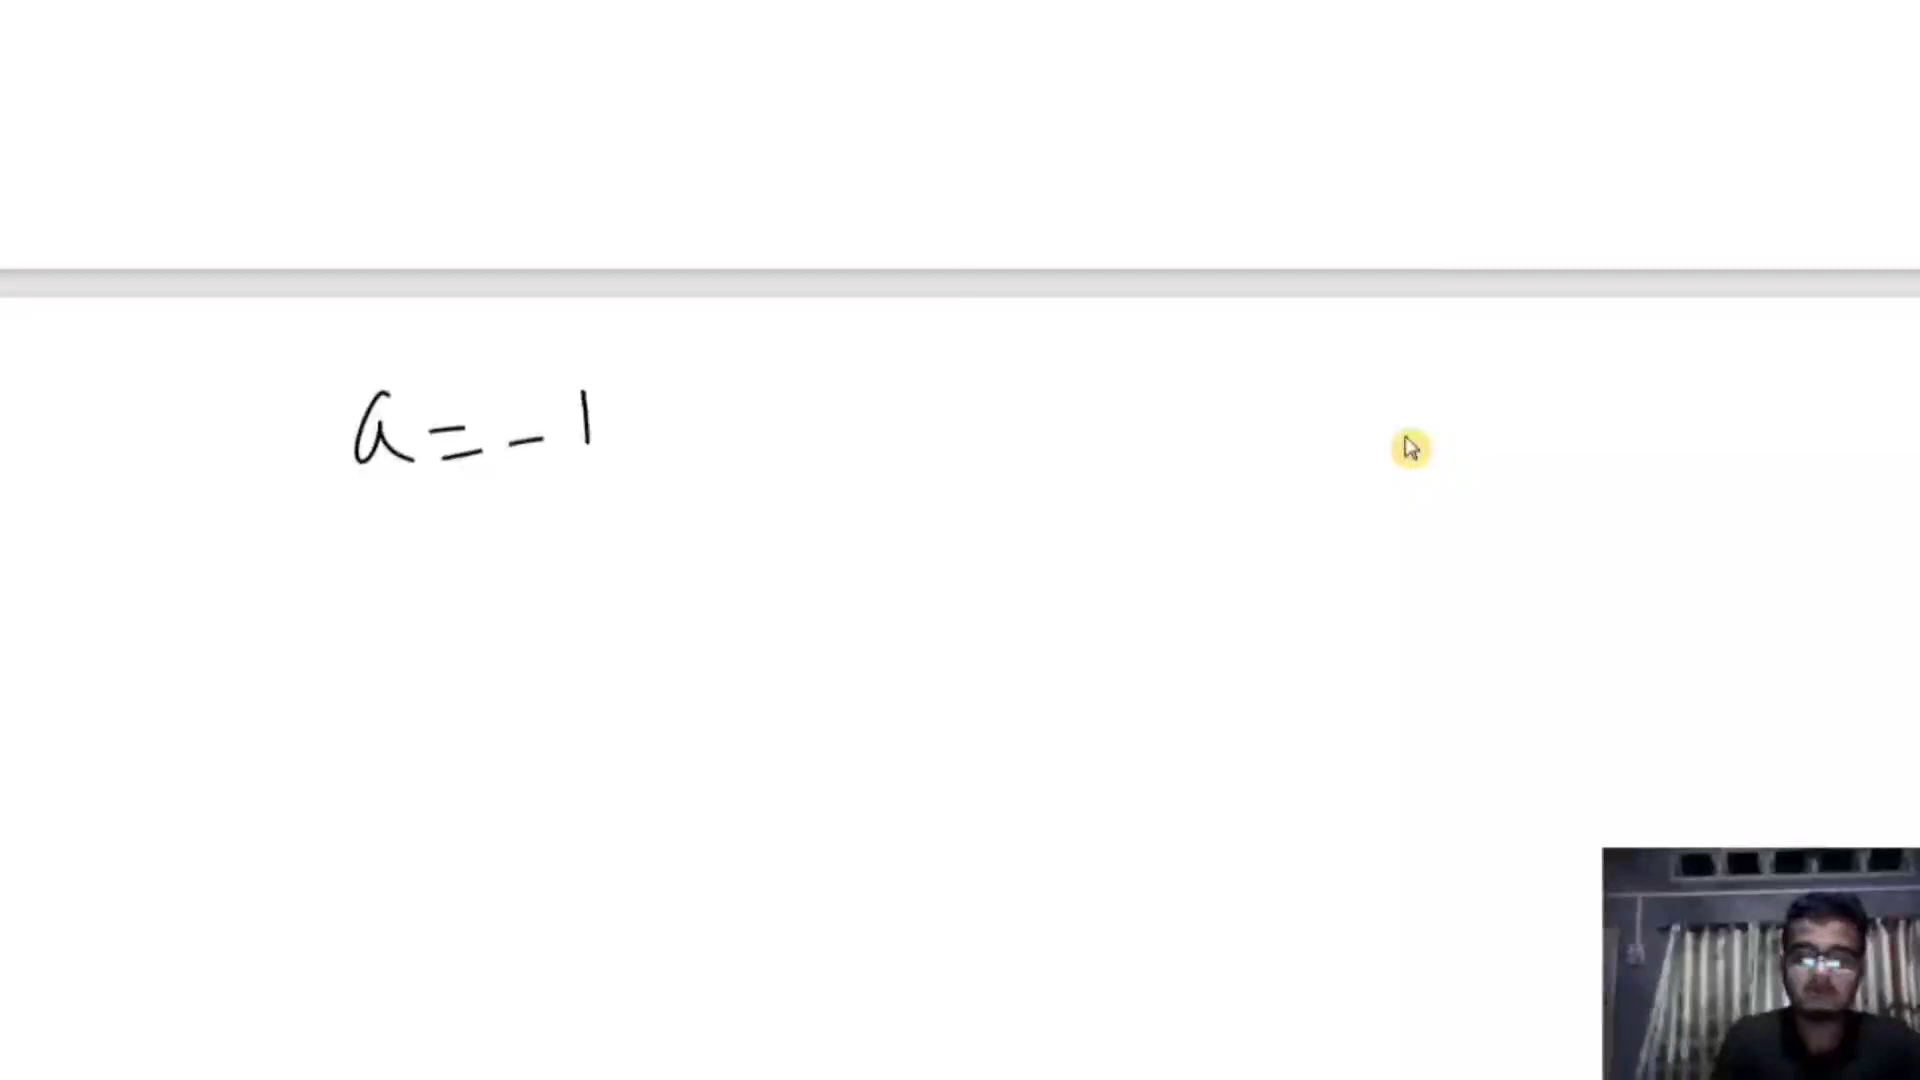 a = - 1